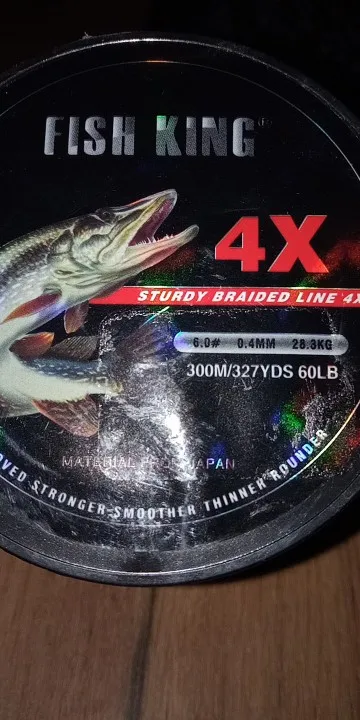 FISH KING®
4X
STURDY BRAIDED LINE 4X
6.0# 0.4MM 28.3KG
300M/327YDS 60LB
MATERIAL FROM JAPAN
STRONGER SMOOTHER THINNER ROUNDER